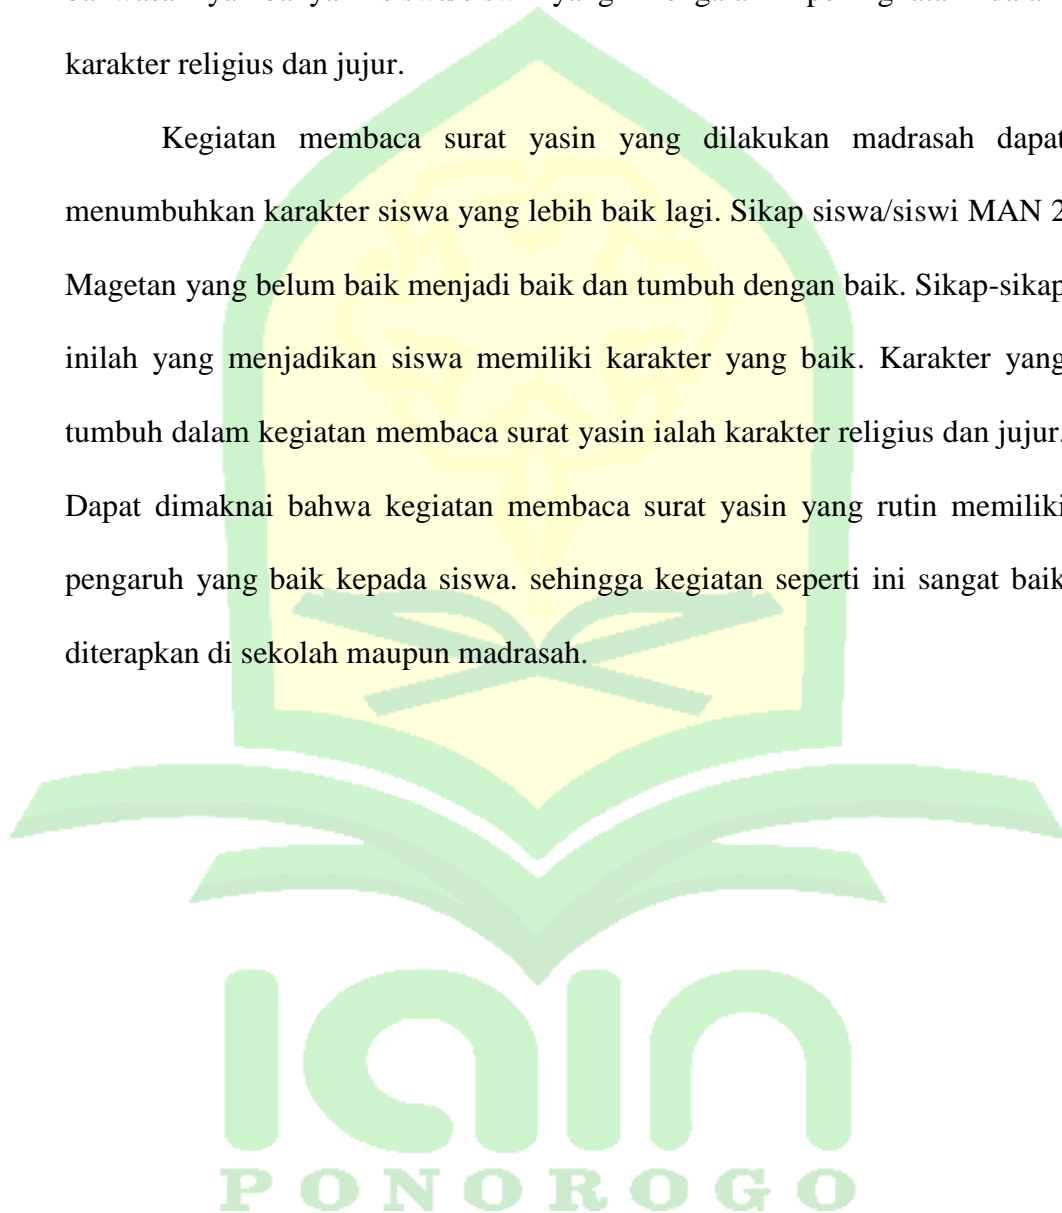 karakter religius dan jujur.
Kegiatan membaca surat yasin yang dilakukan madrasah dapat
menumbuhkan karakter siswa yang lebih baik lagi. Sikap siswa/siswi MAN 2
Magetan yang belum baik menjadi baik dan tumbuh dengan baik. Sikap-sikap
inilah yang menjadikan siswa memiliki karakter yang baik. Karakter yang
tumbuh dalam kegiatan membaca surat yasin ialah karakter religius dan jujur.
Dapat dimaknai bahwa kegiatan membaca surat yasin yang rutin memiliki
pengaruh yang baik kepada siswa. sehingga kegiatan seperti ini sangat baik
diterapkan di sekolah maupun madrasah.
IAIN
PONOROGO